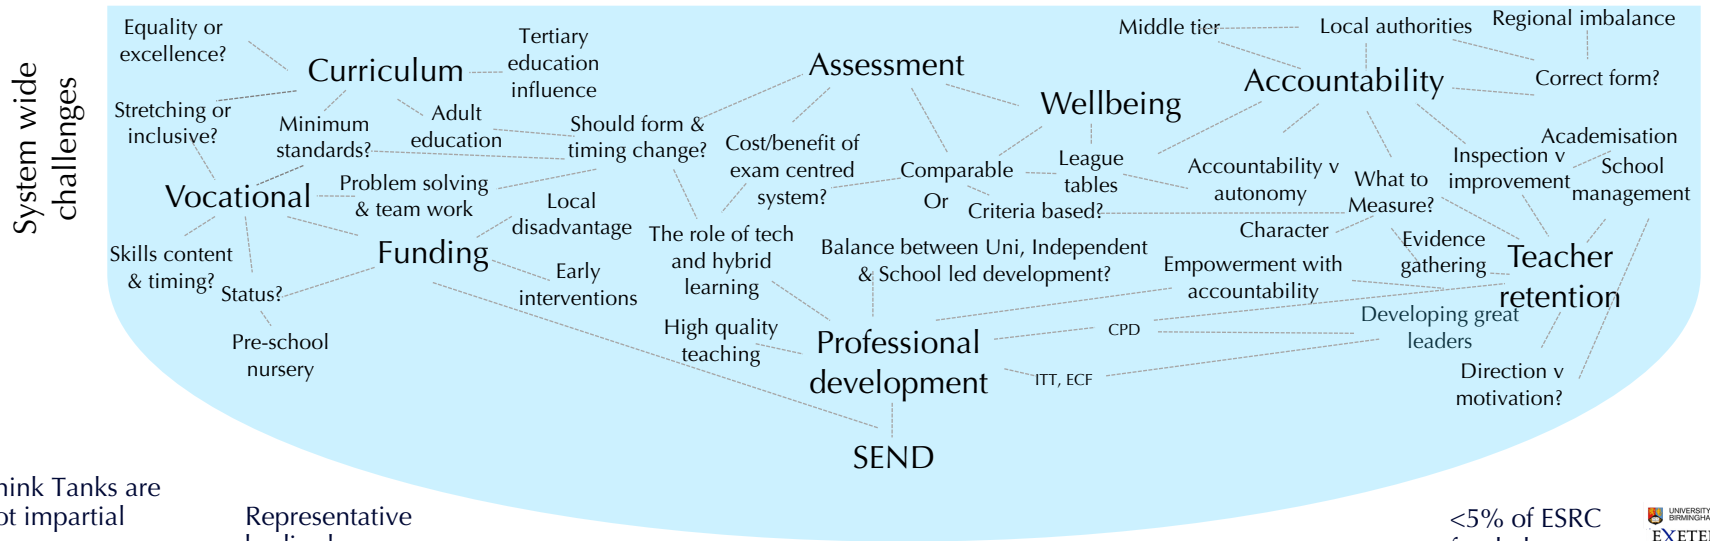 System wide
challenges
Equality or
excellence?
Curriculum
Tertiary
education
influence
Stretching or
inclusive?
Minimum
standards?
Adult
education
Should form &
timing change?
Vocational
Problem solving
& team work
Local
disadvantage
Skills content
& timing?
Status?
Funding
Early
interventions
Pre-school
nursery
Assessment
Wellbeing
Cost/benefit of
exam centred
system?
Comparable
Or
Criteria based?
League
tables
The role of tech
and hybrid
learning
Balance between Uni, Independent
& School led development?
High quality
teaching
Professional
development
CPD
ITT, ECF
SEND
Middle tier
Local authorities
Regional imbalance
Accountability
Correct form?
Accountability v
autonomy
What to
Measure?
Inspection v
improvement
Academisation
School
management
Character
Evidence
gathering
Empowerment with
accountability
Teacher
retention
Developing great
leaders
Direction v
motivation?
hink Tanks are
ot impartial
Representative
<5% of ESRC
UNIVERSITY
BIRMINGHA
EXETER